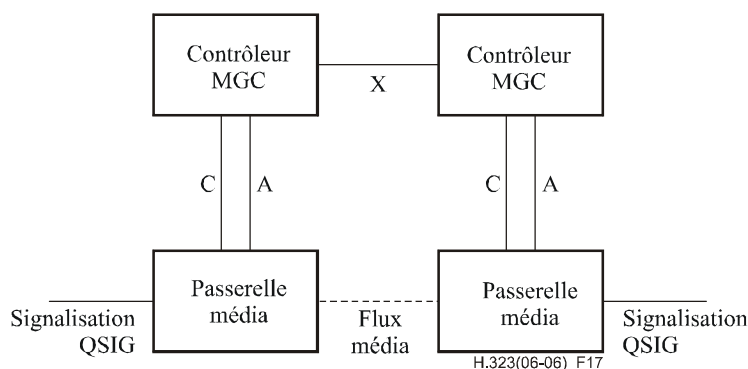 Contrôleur
MGC
X
Contrôleur
MGC
C
A
C
A
Passerelle
média
Flux
média
Passerelle
média
Signalisation
QSIG
Signalisation
QSIG
H.323(06-06)_F17